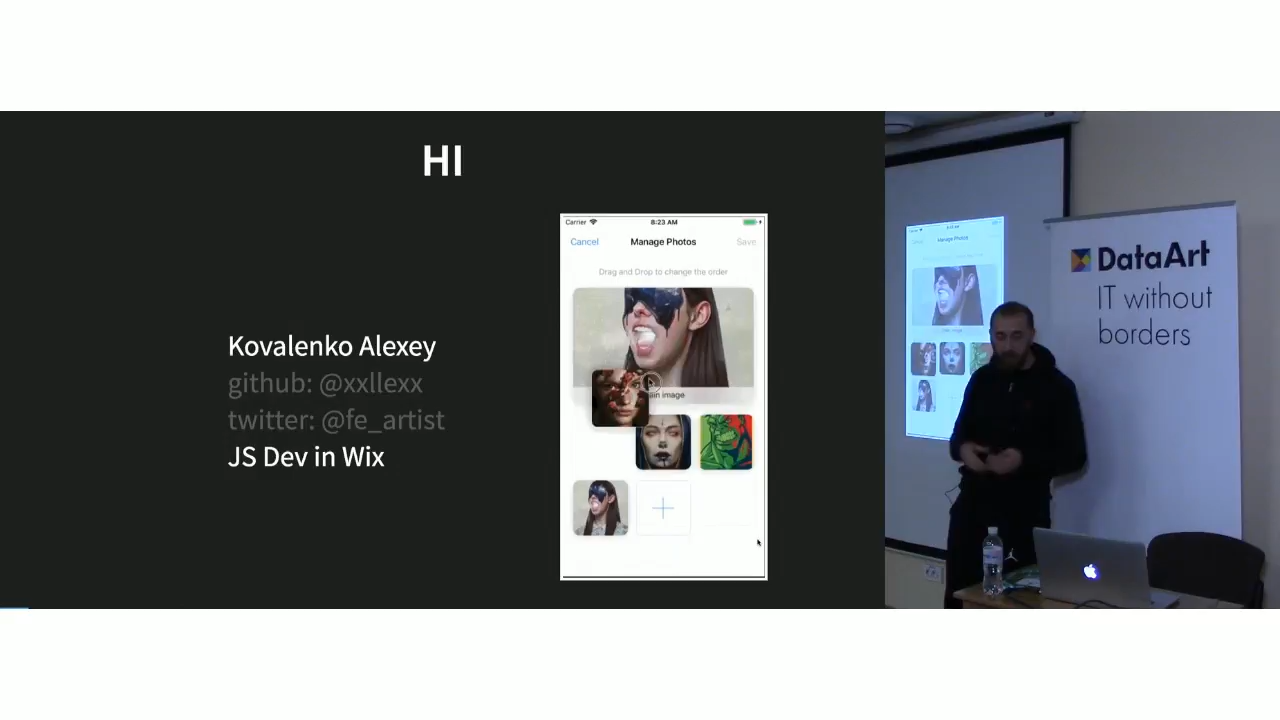 HI
Kovalenko Alexey
github: @xxllexx
twitter: @fe_artist
JS Dev in Wix
Carrier
8:23 AM
Cancel
Manage Photos
Save
Drag and Drop to change the order
image
DataArt
IT without
borders